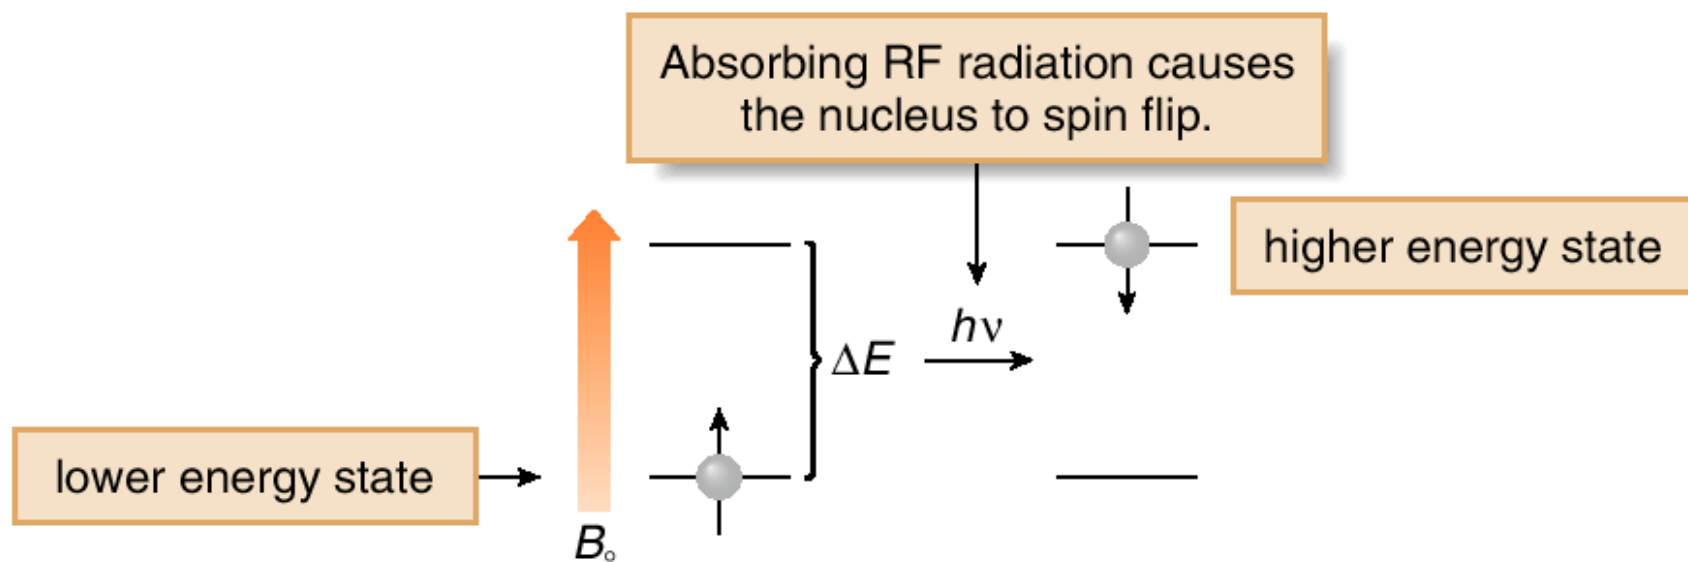 Absorbing RF radiation causes
the nucleus to spin flip.
higher energy state
hν
ΔE
lower energy state
B₀